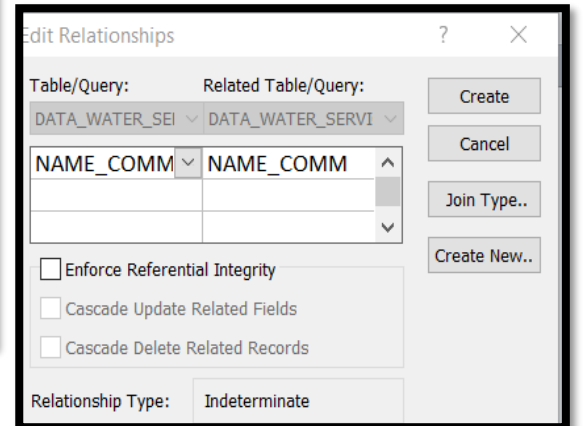 Edit Relationships ? ×
Table/Query: Related Table/Query: Create
DATA_WATER_SEI DATA_WATER_SERVI
Cancel
NAME_COMM NAME_COMM
Join Type..
Create New..
Enforce Referential Integrity
Cascade Update Related Fields
Cascade Delete Related Records
Relationship Type: Indeterminate